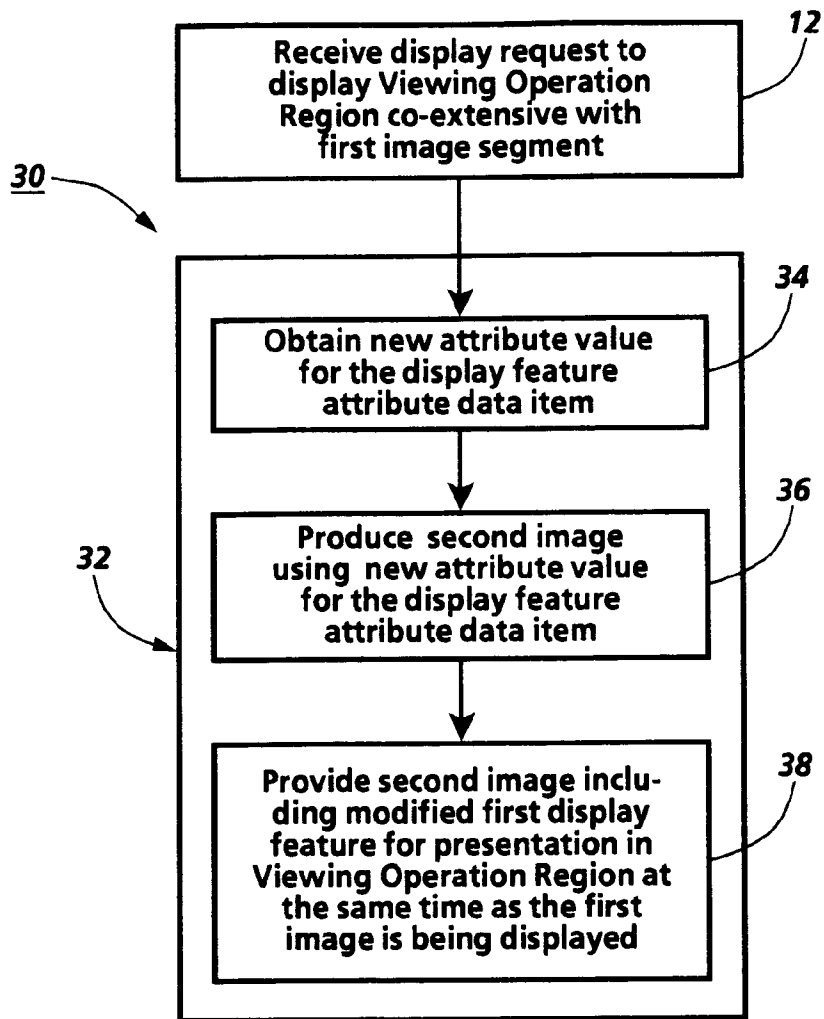 12
Receive display request to
display Viewing Operation
Region co-extensive with
first image segment
30
34
Obtain new attribute value
for the display feature
attribute data item
36
Produce second image
using new attribute value
for the display feature
attribute data item
32
38
Provide second image inclu-
ding modified first display
feature for presentation in
Viewing Operation Region at
the same time as the first
image is being displayed